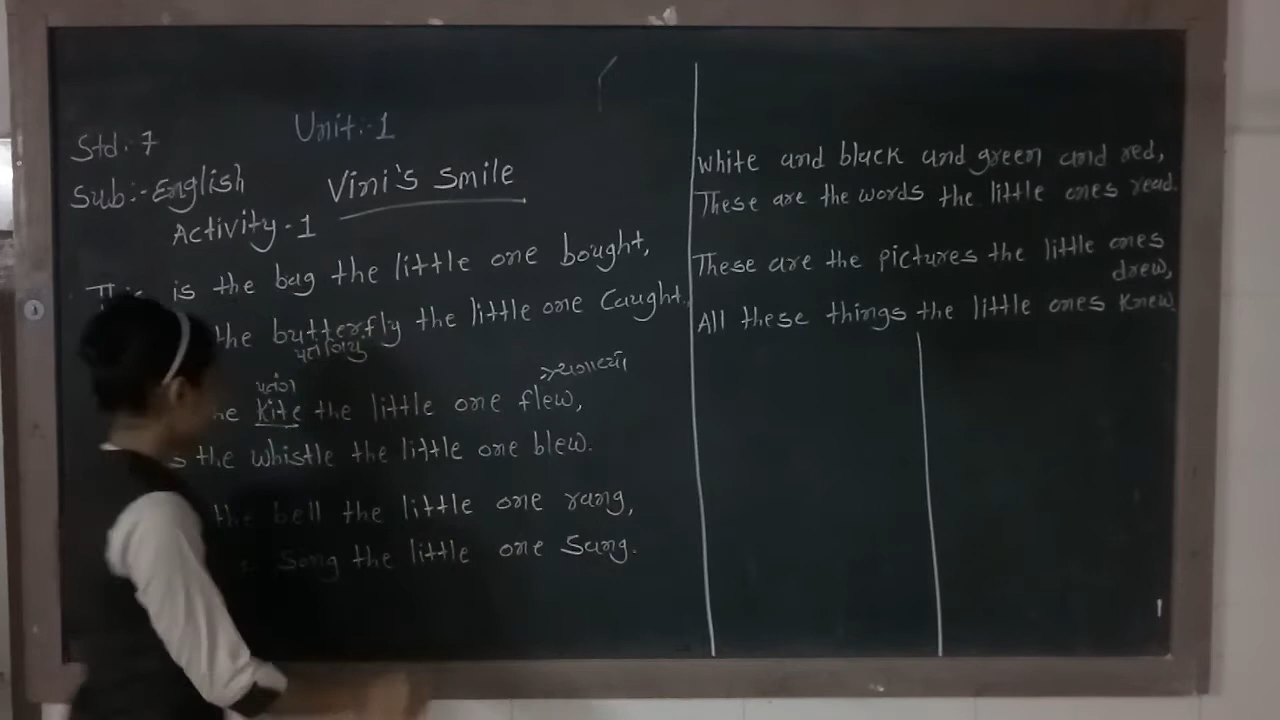 Std:-7
Unit:-1
Sub:-English
Vini's Smile
Activity-1
is the bag the little one bought,
the butterfly the little one Caught.
પતંગિયું
પતંગ
kite the little one flew,
the whistle the little one blew.
the bell the little one rang,
Song the little one Sang.
White and black and green and red,
These are the words the little ones read.
These are the pictures the little ones
drew,
All these things the little ones Knew